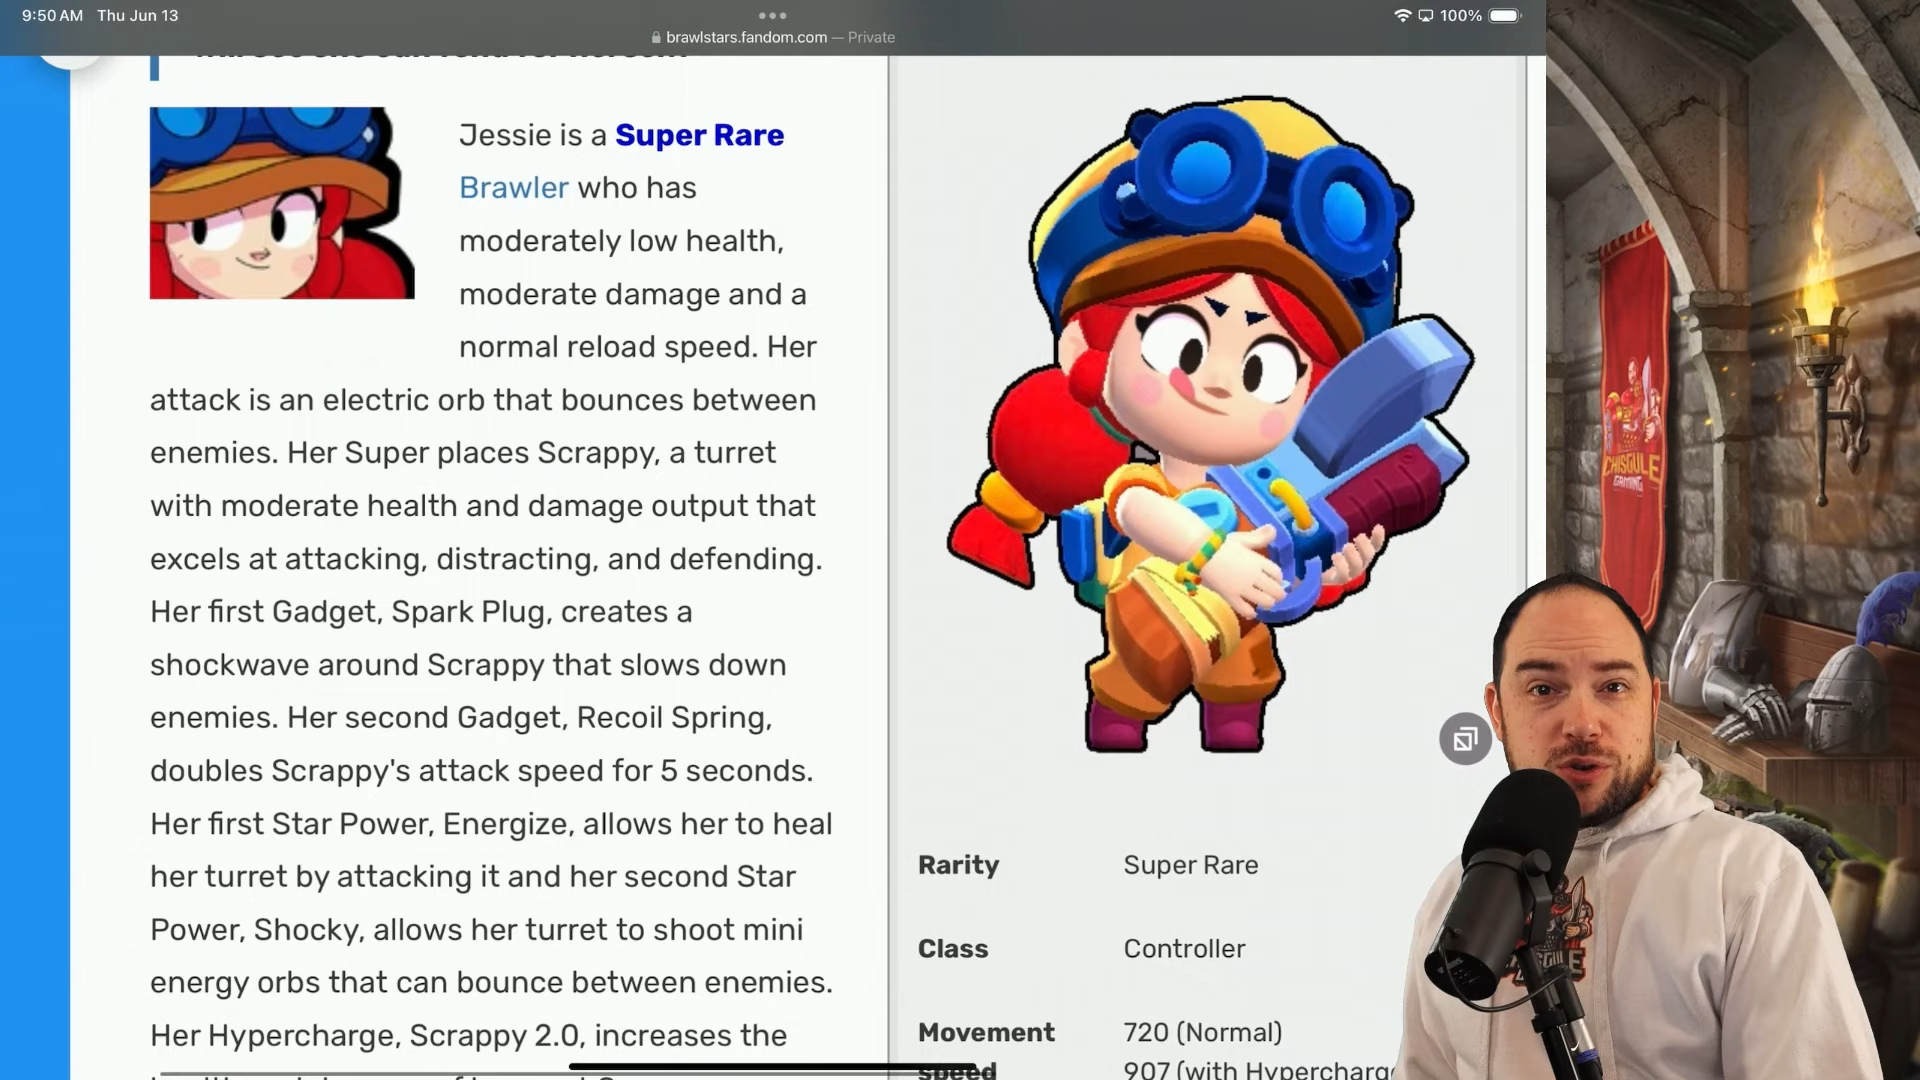 9:50 AM Thu Jun 13
100%
brawlstars.fandom.com — Private
Jessie is a Super Rare
Brawler who has
moderately low health,
moderate damage and a
normal reload speed. Her
attack is an electric orb that bounces between
enemies. Her Super places Scrappy, a turret
with moderate health and damage output that
excels at attacking, distracting, and defending.
Her first Gadget, Spark Plug, creates a
shockwave around Scrappy that slows down
enemies. Her second Gadget, Recoil Spring,
doubles Scrappy's attack speed for 5 seconds.
Her first Star Power, Energize, allows her to heal
her turret by attacking it and her second Star
Power, Shocky, allows her turret to shoot mini
energy orbs that can bounce between enemies.
Her Hypercharge, Scrappy 2.0, increases the
Rarity Super Rare
Class Controller
Movement 720 (Normal)
speed 907 (with Hypercharge
CHISGULE
GAMING